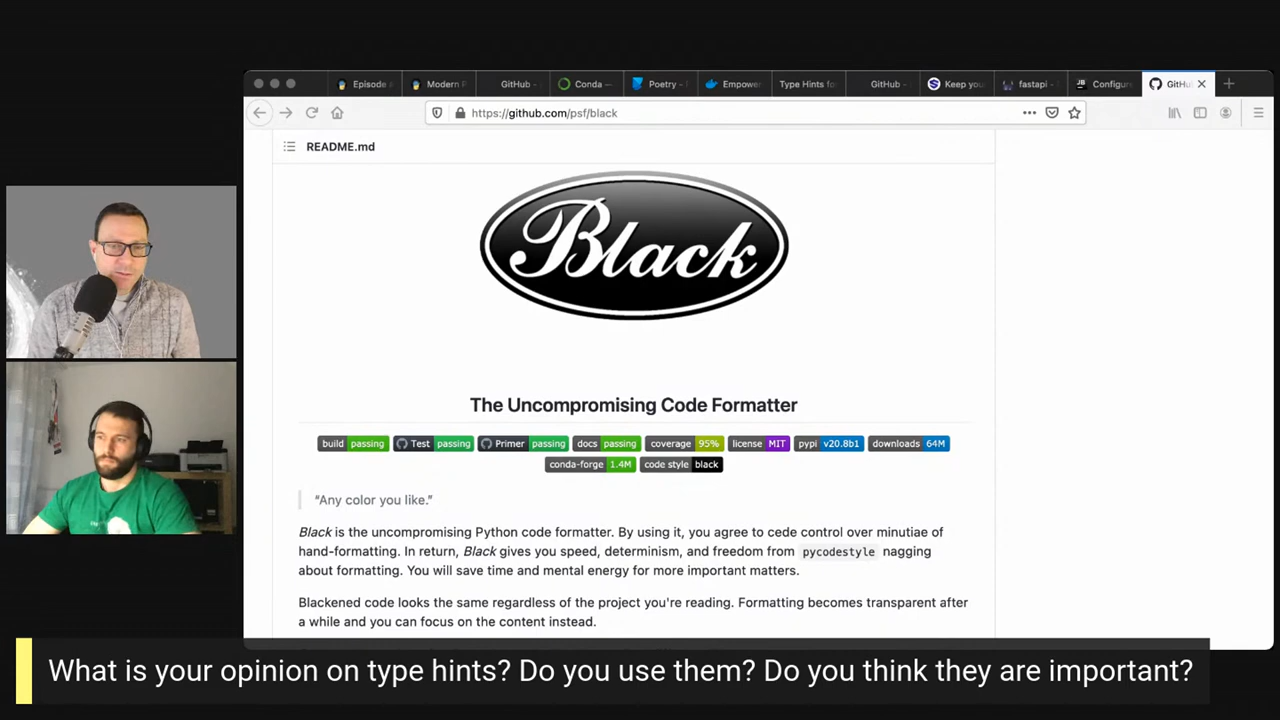 Episode
Modern P
GitHub -
Conda —
Poetry -
Empower
Type Hints for
GitHub -
Keep you
fastapi -
Configure
GitHu
https://github.com/psf/black
README.md
Black
The Uncompromising Code Formatter
build passing Test passing Primer passing docs passing coverage 95% license MIT pypi v20.8b1 downloads 64M
conda-forge 1.4M code style black
“Any color you like.”
Black is the uncompromising Python code formatter. By using it, you agree to cede control over minutiae of
hand-formatting. In return, Black gives you speed, determinism, and freedom from pycodestyle nagging
about formatting. You will save time and mental energy for more important matters.
Blackened code looks the same regardless of the project you're reading. Formatting becomes transparent after
a while and you can focus on the content instead.
What is your opinion on type hints? Do you use them? Do you think they are important?